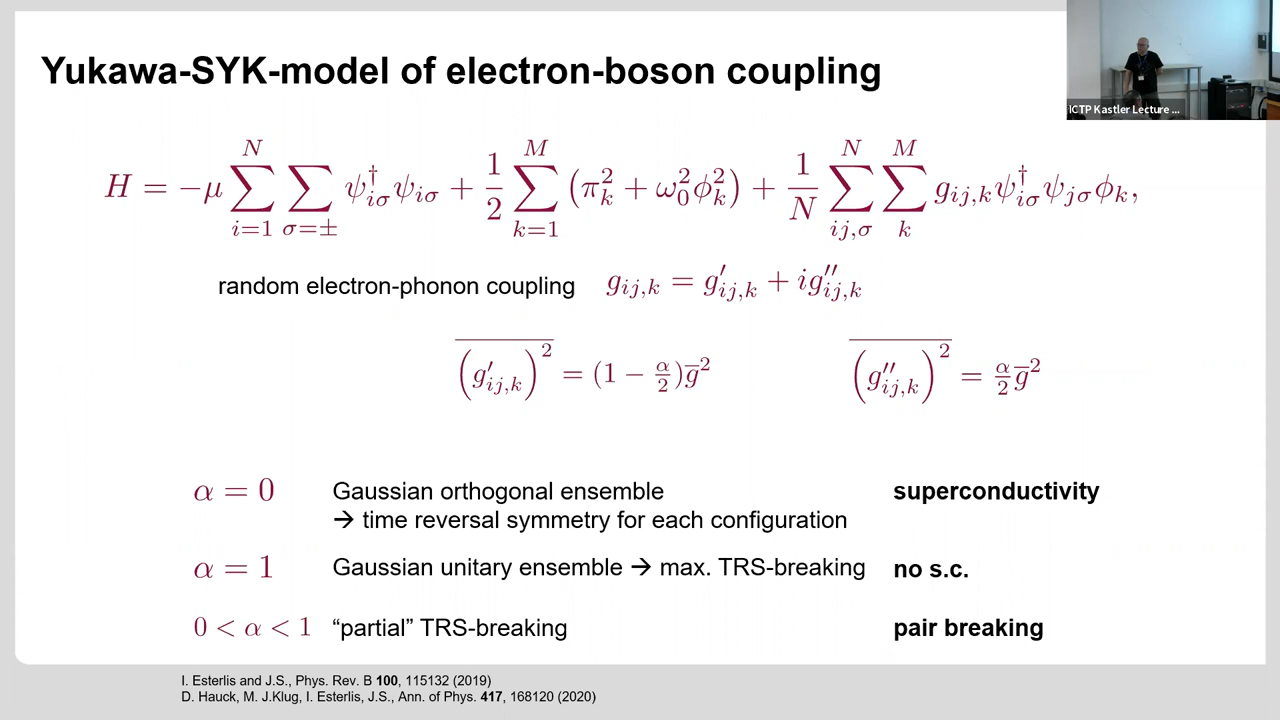 Yukawa-SYK-model of electron-boson coupling
ICTP Kastler Lecture ...
H = −μ ∑_{i=1}^{N} ∑_{σ=±} ψ†_{iσ} ψ_{iσ} + 1/2 ∑_{k=1}^{M} (π_k^2 + ω_0^2 φ_k^2) + 1/N ∑_{ij,σ}^{N} ∑_{k}^{M} g_{ij,k} ψ†_{iσ} ψ_{jσ} φ_k,
random electron-phonon coupling g_{ij,k} = g′_{ij,k} + i g″_{ij,k}
\overline{(g′_{ij,k})^2} = (1 − α/2) \bar{g}^2 \overline{(g″_{ij,k})^2} = α/2 \bar{g}^2
α = 0 Gaussian orthogonal ensemble superconductivity
→ time reversal symmetry for each configuration
α = 1 Gaussian unitary ensemble → max. TRS-breaking no s.c.
0 < α < 1 “partial” TRS-breaking pair breaking
I. Esterlis and J.S., Phys. Rev. B 100, 115132 (2019)
D. Hauck, M. J.Klug, I. Esterlis, J.S., Ann. of Phys. 417, 168120 (2020)